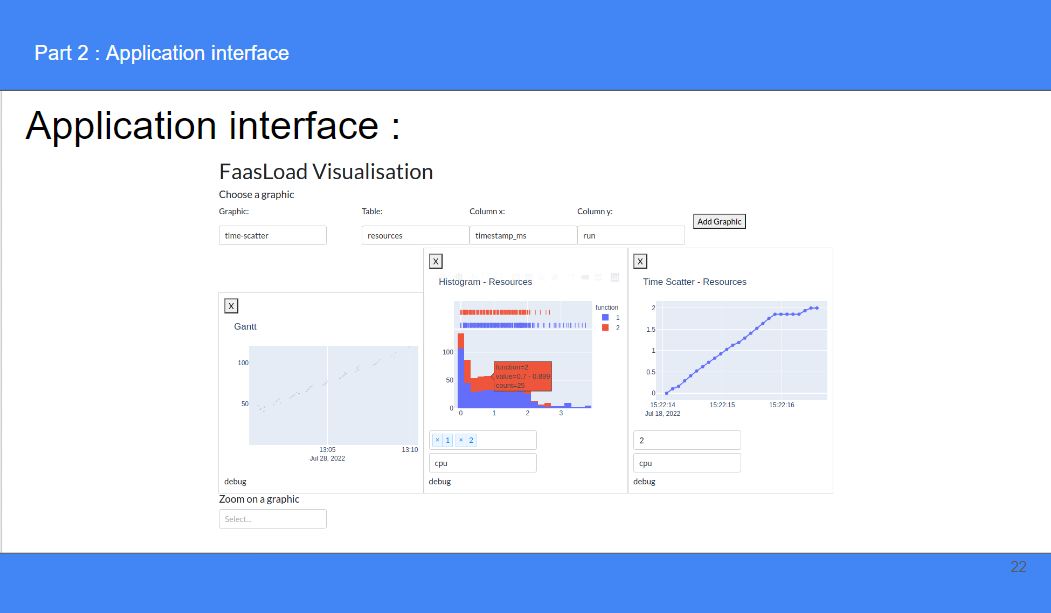 Part 2 : Application interface
Application interface :
FaasLoad Visualisation
Choose a graphic
Graphic: Table: Column x: Column y:
time-scatter resources timestamp_ms run Add Graphic
X
Gantt
100
50
13:05 13:10
Jul 28, 2022
debug
X
Histogram - Resources
function
1
2
function=2
value=0.7 - 0.899
count=25
100
50
0
0 1 2 3
× 1 × 2
cpu
debug
X
Time Scatter - Resources
2
1.5
1
0.5
0
15:22:14 15:22:15 15:22:16
Jul 18, 2022
2
cpu
debug
Zoom on a graphic
Select...
22